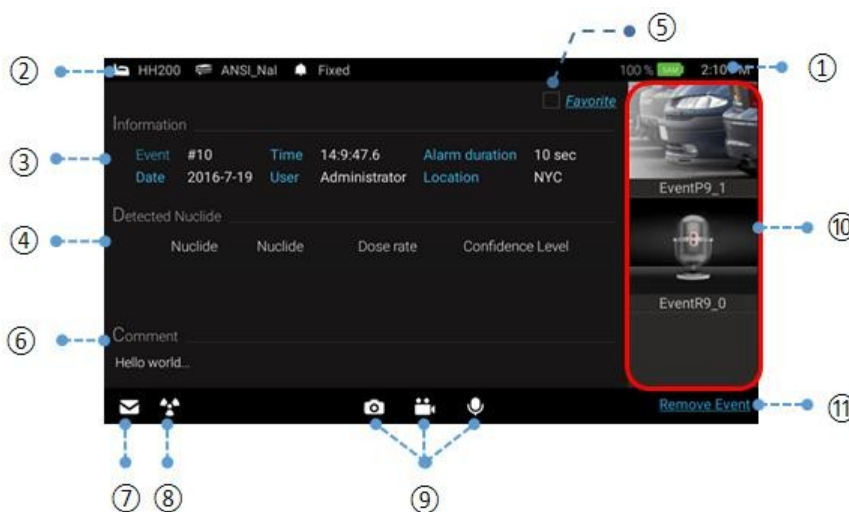 ⑤
② HH200 ANSI_Nal Fixed 100 % 2:10 PM ①
Favorite
Information
③ Event #10 Time 14:9:47.6 Alarm duration 10 sec
Date 2016-7-19 User Administrator Location NYC
EventP9_1
Detected Nuclide
④ Nuclide Nuclide Dose rate Confidence Level
⑩
EventR9_0
⑥ Comment
Hello world...
Remove Event ⑪
⑦ ⑧ ⑨